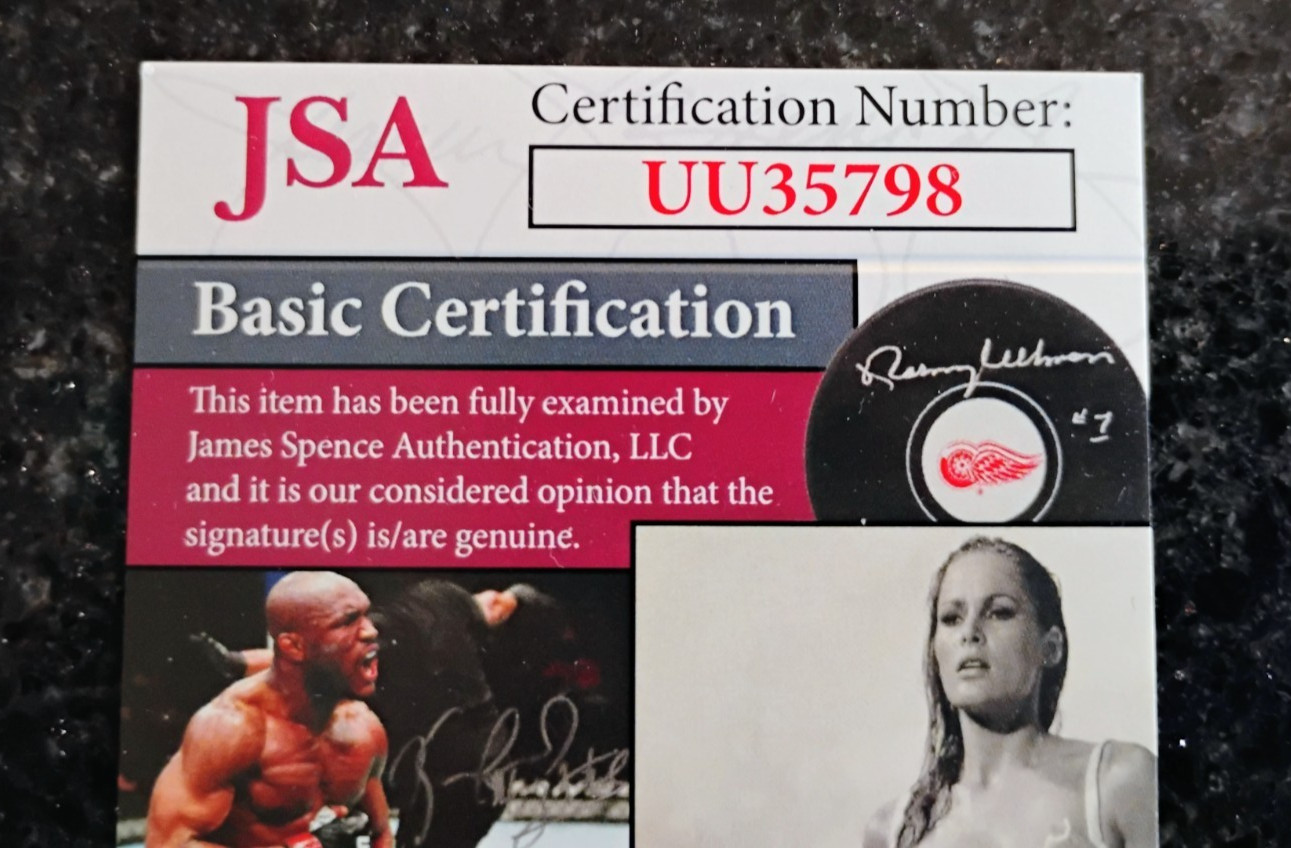 JSA
Certification Number:
UU35798
Basic Certification
This item has been fully examined by
James Spence Authentication, LLC
and it is our considered opinion that the
signature(s) is/are genuine.
#7